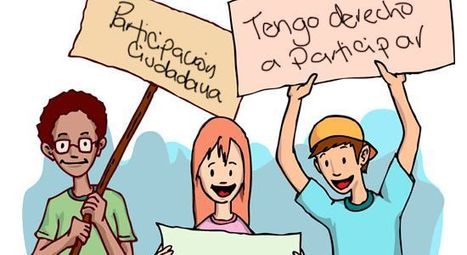 Participación
Ciudadana
Tengo derecho
a Participar